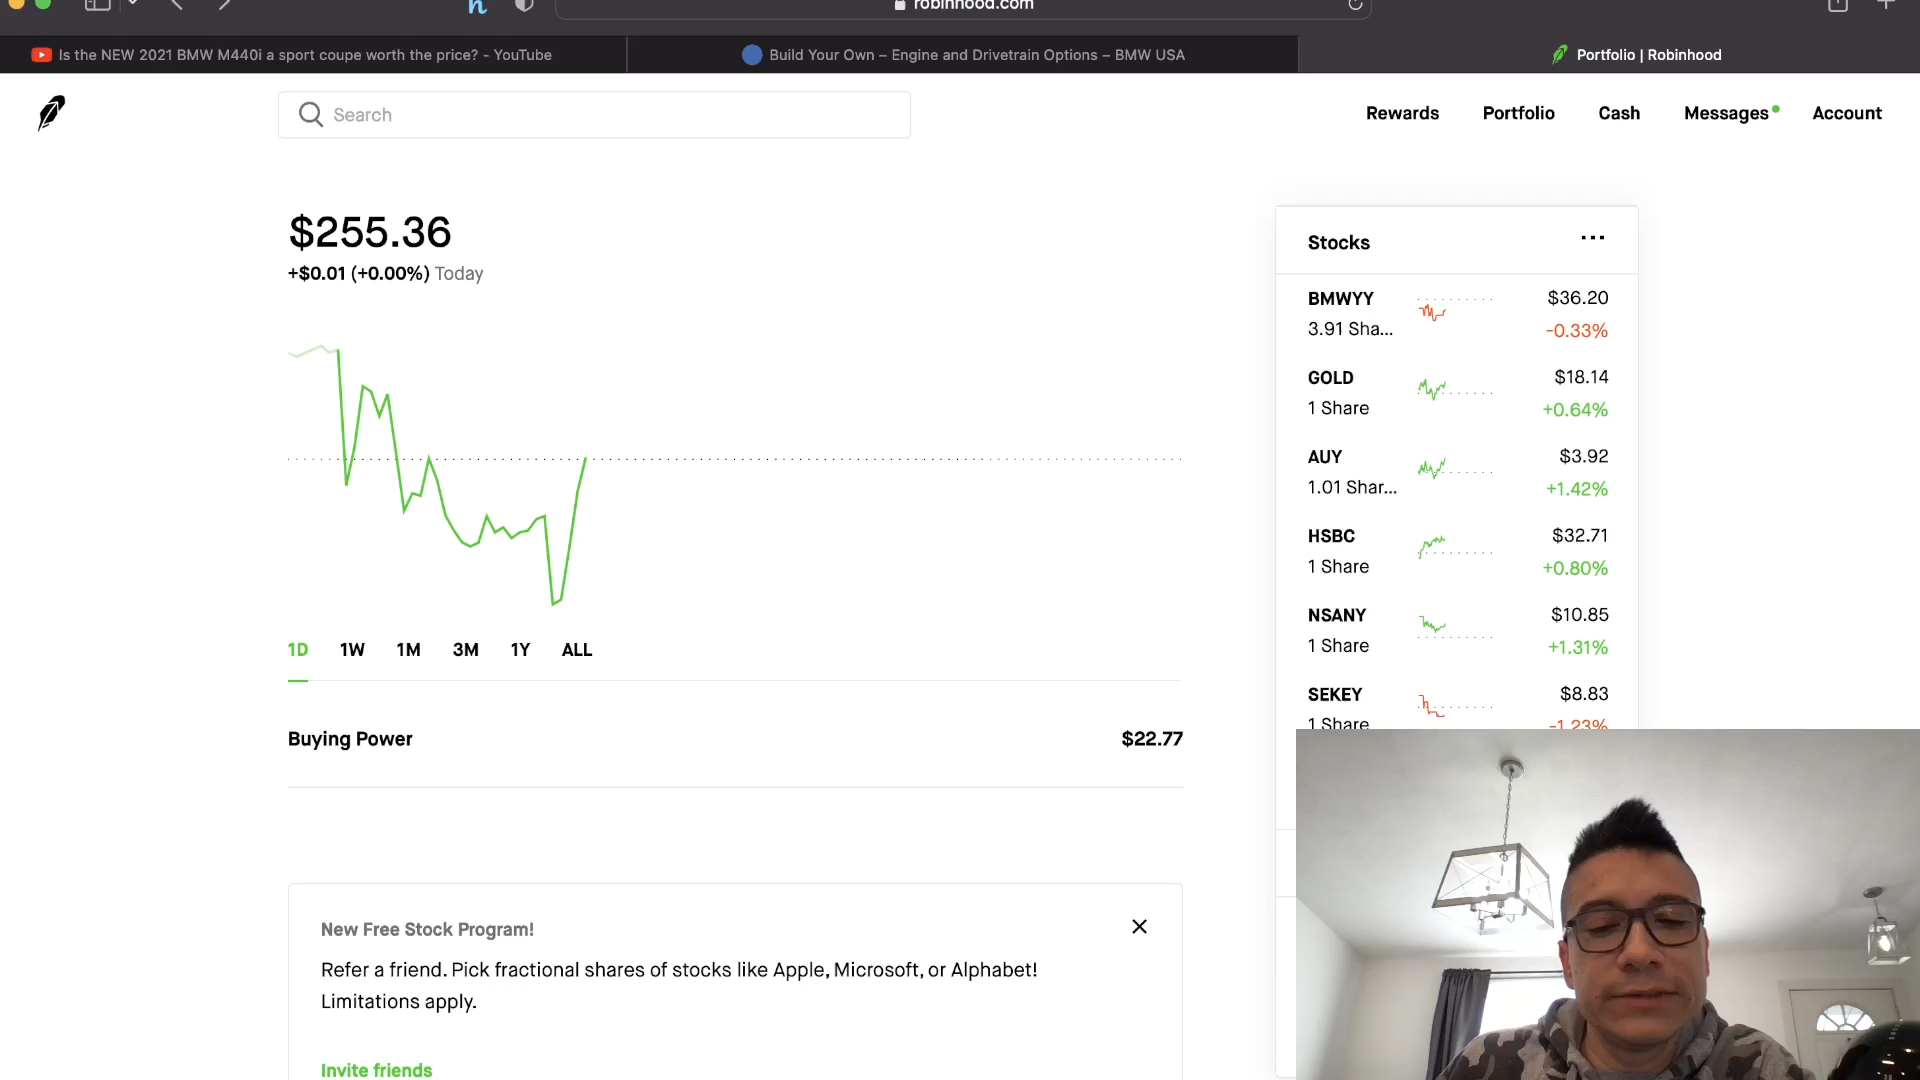 robinhood.com
Is the NEW 2021 BMW M440i a sport coupe worth the price? - YouTube
Build Your Own – Engine and Drivetrain Options – BMW USA
Portfolio | Robinhood
Search
Rewards
Portfolio
Cash
Messages
Account
$255.36
+$0.01 (+0.00%) Today
1D
1W
1M
3M
1Y
ALL
Buying Power
$22.77
New Free Stock Program!
Refer a friend. Pick fractional shares of stocks like Apple, Microsoft, or Alphabet!
Limitations apply.
Invite friends
Stocks
BMWYY
$36.20
3.91 Sha...
-0.33%
GOLD
$18.14
1 Share
+0.64%
AUY
$3.92
1.01 Shar...
+1.42%
HSBC
$32.71
1 Share
+0.80%
NSANY
$10.85
1 Share
+1.31%
SEKEY
$8.83
1 Share
-1.23%